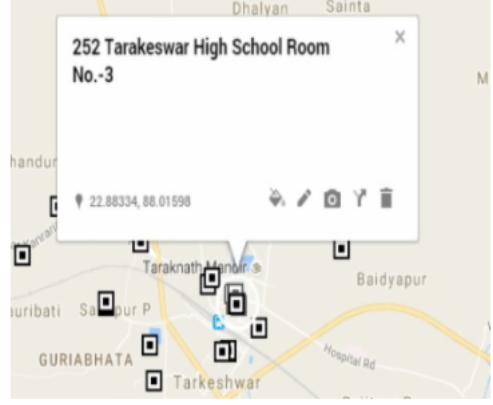 Dhalyan
Sainta
252 Tarakeswar High School Room
No.-3
22.88334, 88.01598
Taraknath Mandir
Baidyapur
GURIABHATA
Hospital Rd
Tarkeshwar